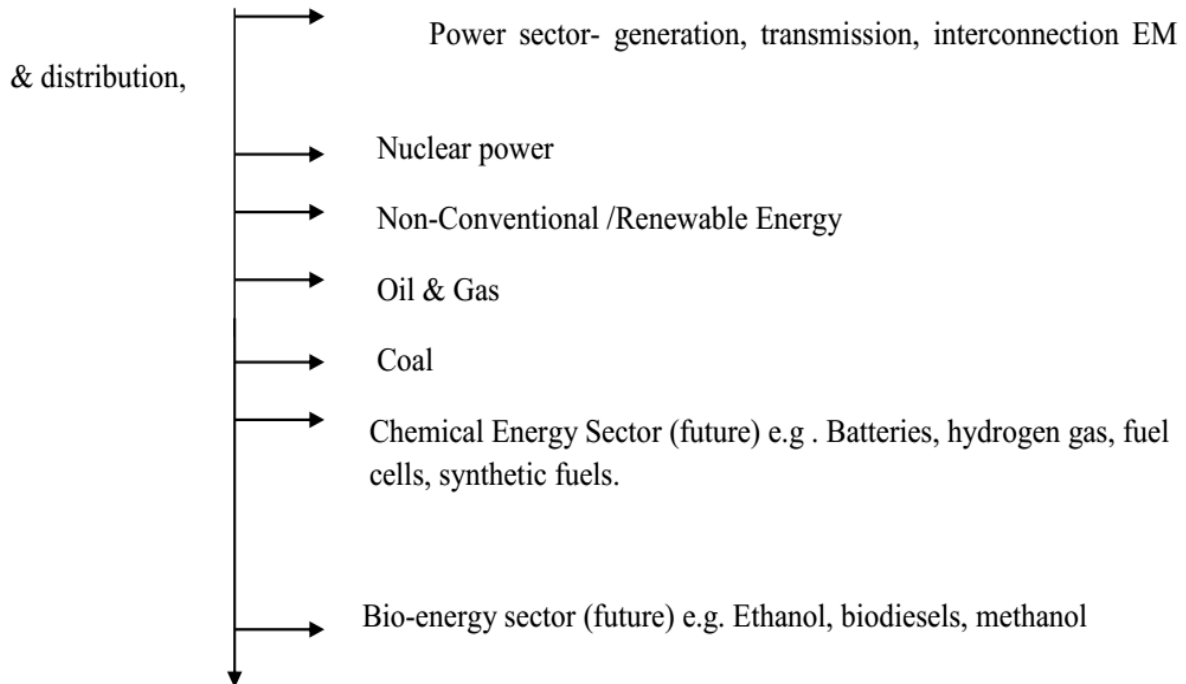 Power sector- generation, transmission, interconnection EM
& distribution,
Nuclear power
Non-Conventional /Renewable Energy
Oil & Gas
Coal
Chemical Energy Sector (future) e.g . Batteries, hydrogen gas, fuel
cells, synthetic fuels.
Bio-energy sector (future) e.g. Ethanol, biodiesels, methanol